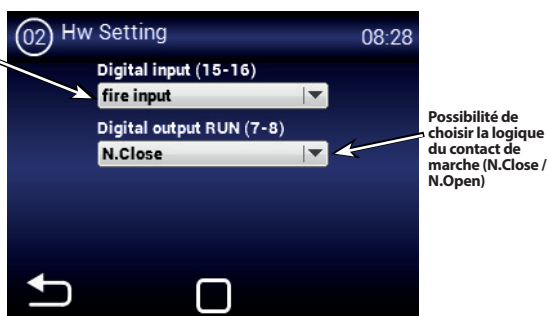 02 Hw Setting 08:28
Digital input (15-16)
fire input
Digital output RUN (7-8)
N.Close
Possibilité de
choisir la logique
du contact de
marche (N.Close /
N.Open)